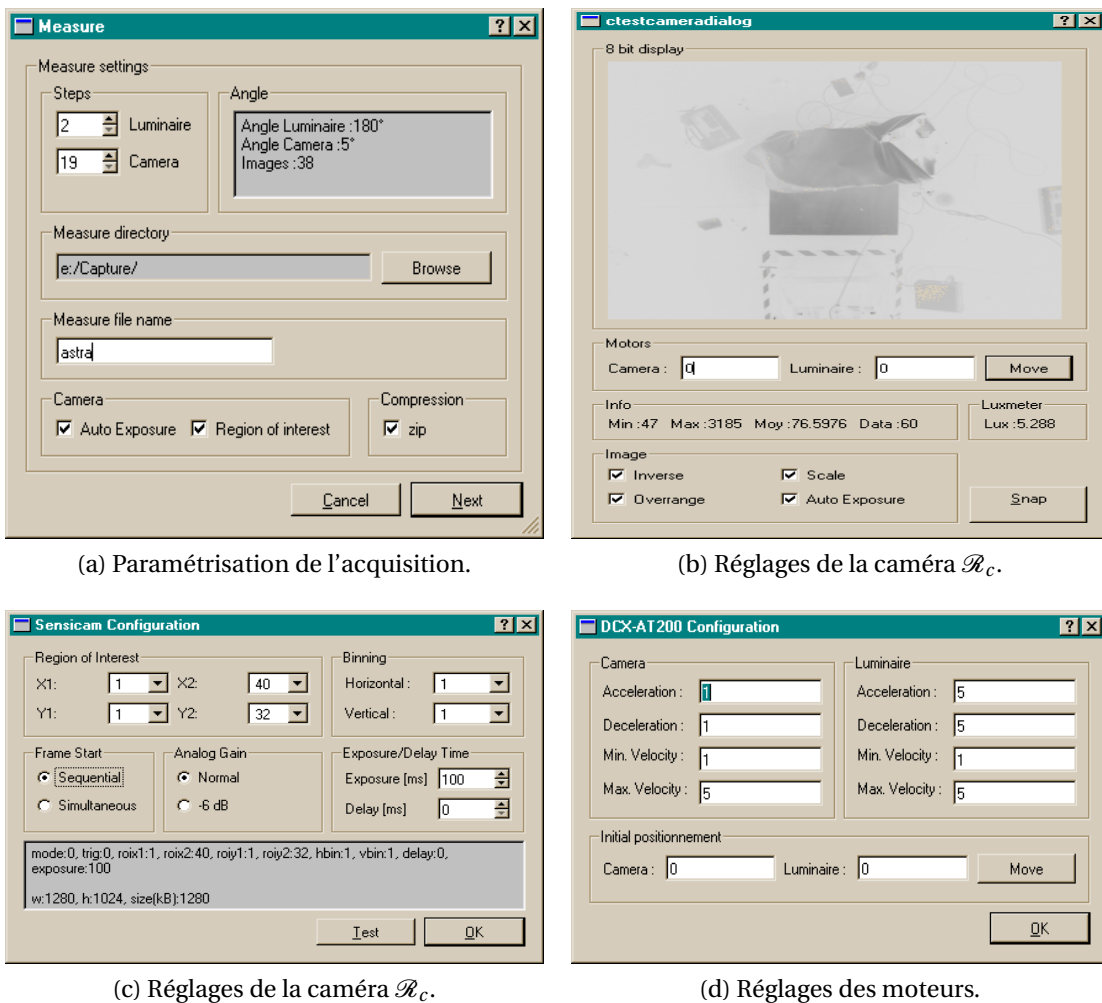 Measure
Measure settings
Steps
2 Luminaire
19 Camera
Angle
Angle Luminaire :180°
Angle Camera :5°
Images :38
Measure directory
e:/Capture/ Browse
Measure file name
astra
Camera
Auto Exposure Region of interest
Compression
zip
Cancel Next
(a) Paramétrisation de l'acquisition.
ctestcameradialog
8 bit display
Motors
Camera : 0 Luminaire : 0 Move
Info
Min :47 Max :3185 Moy :76.5976 Data :60
Luxmeter
Lux :5.288
Image
Inverse Scale
Overrange Auto Exposure
Snap
(b) Réglages de la caméra ℛc.
Sensicam Configuration
Region of Interest
X1: 1 X2: 40
Y1: 1 Y2: 32
Binning
Horizontal : 1
Vertical : 1
Frame Start
Sequential
Simultaneous
Analog Gain
Normal
-6 dB
Exposure/Delay Time
Exposure [ms] 100
Delay [ms] 0
mode:0, trig:0, roix1:1, roix2:40, roiy1:1, roiy2:32, hbin:1, vbin:1, delay:0,
exposure:100
w:1280, h:1024, size(kB):1280
Test OK
(c) Réglages de la caméra ℛc.
DCX-AT200 Configuration
Camera
Acceleration : 1
Deceleration : 1
Min. Velocity : 1
Max. Velocity : 5
Luminaire
Acceleration : 5
Deceleration : 5
Min. Velocity : 1
Max. Velocity : 5
Initial positionnement
Camera : 0 Luminaire : 0 Move
OK
(d) Réglages des moteurs.